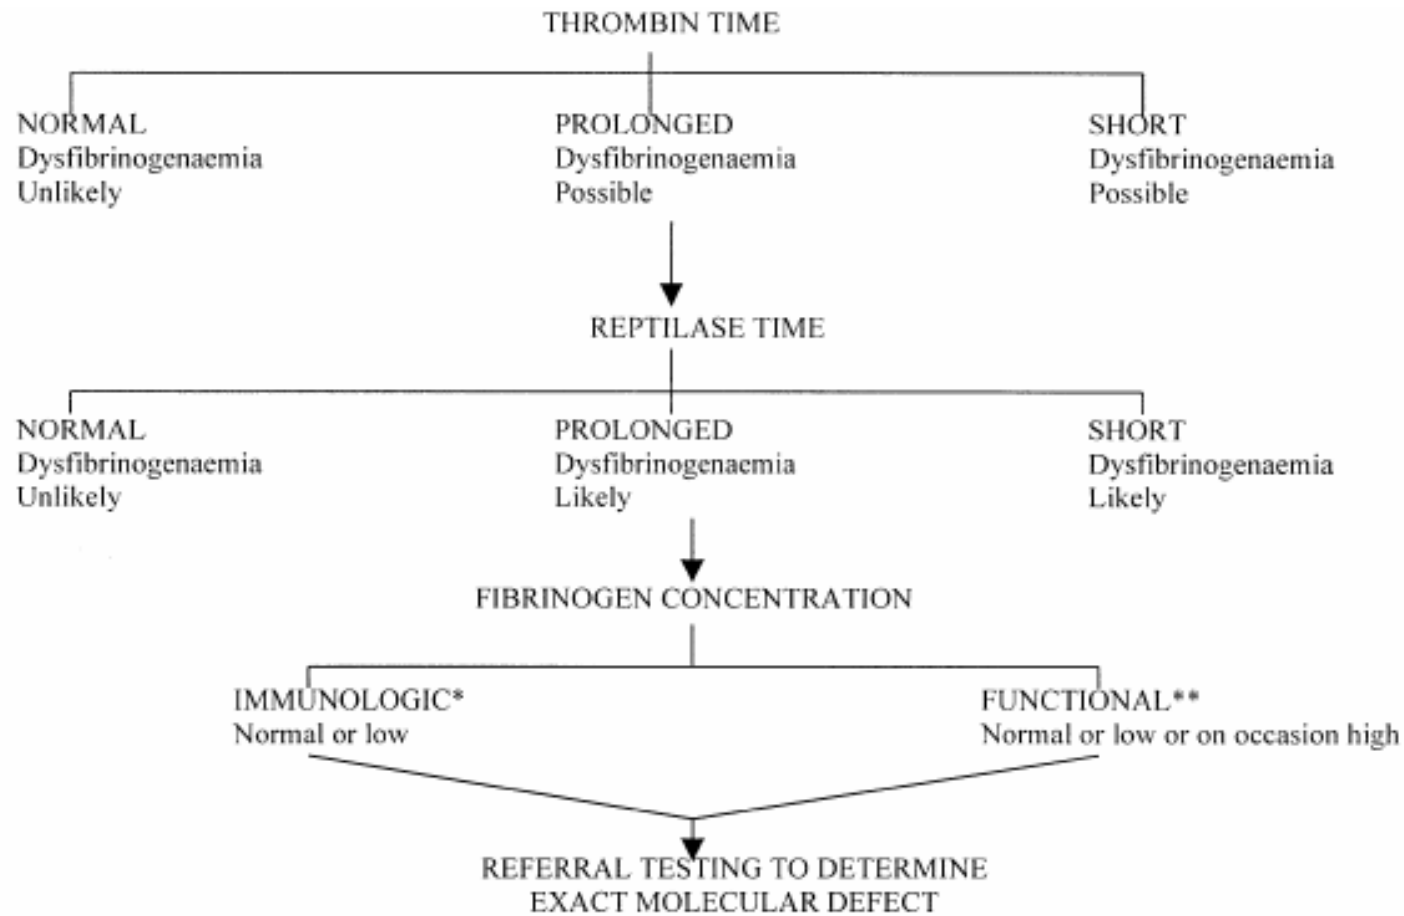 THROMBIN TIME
NORMAL
Dysfibrinogenaemia
Unlikely
PROLONGED
Dysfibrinogenaemia
Possible
SHORT
Dysfibrinogenaemia
Possible
REPTILASE TIME
NORMAL
Dysfibrinogenaemia
Unlikely
PROLONGED
Dysfibrinogenaemia
Likely
SHORT
Dysfibrinogenaemia
Likely
FIBRINOGEN CONCENTRATION
IMMUNOLOGIC*
Normal or low
FUNCTIONAL**
Normal or low or on occasion high
REFERRAL TESTING TO DETERMINE
EXACT MOLECULAR DEFECT